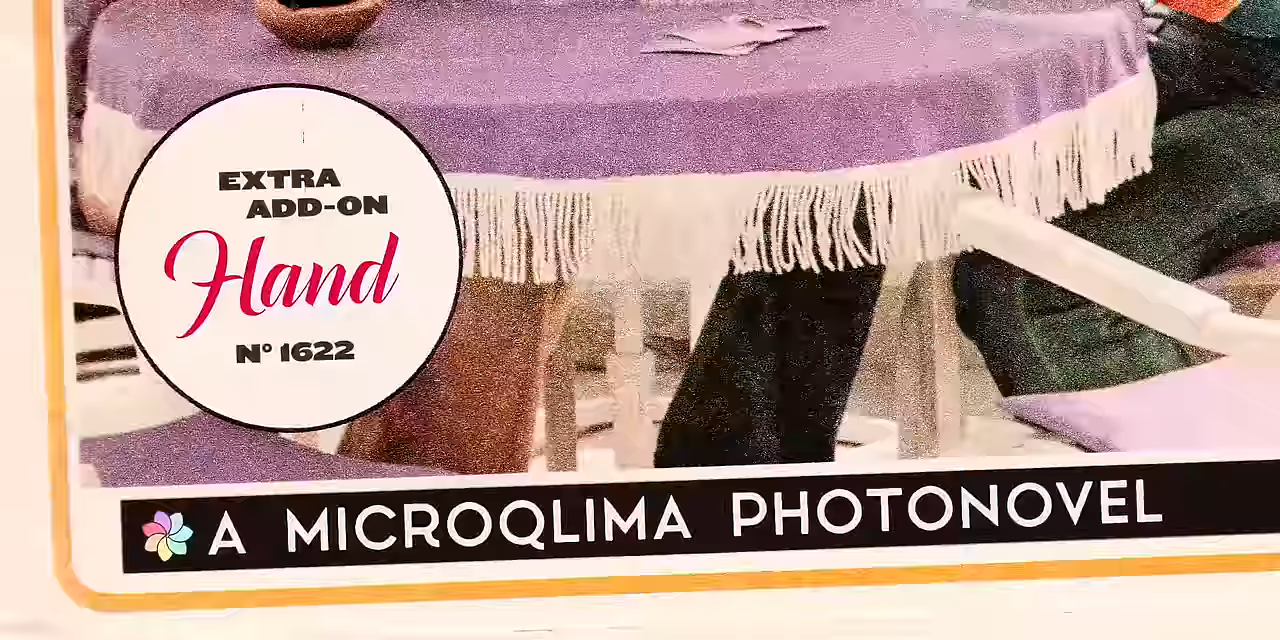 EXTRA
ADD-ON
Hand
N° 1622
A MICROQLIMA PHOTONOVEL